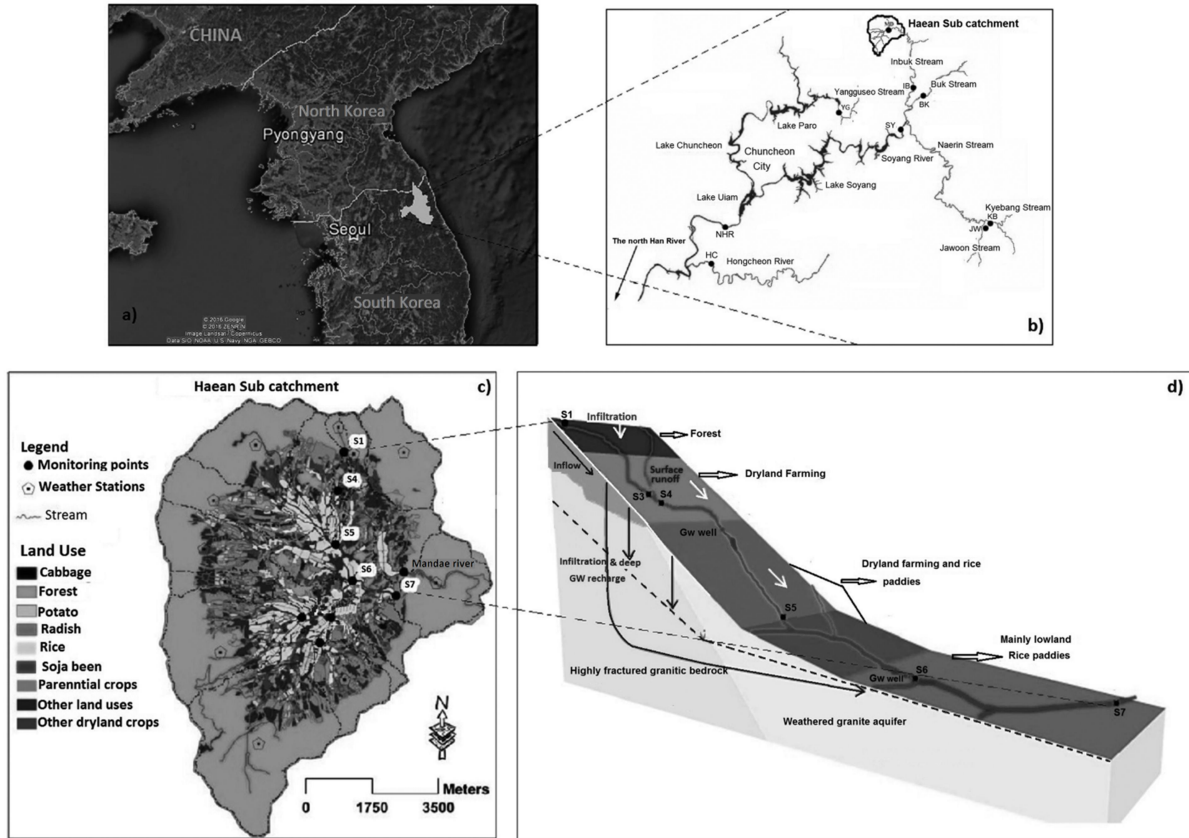 CHINA
North Korea
Pyongyang
Seoul
South Korea
a)
© 2016 Google
© 2016 ZENRIN
Image Landsat / Copernicus
Data SIO, NOAA, U.S. Navy, NGA, GEBCO
Haean Sub catchment
MD
Inbuk Stream
IB
Buk Stream
BK
Yangguseo Stream
YG
Lake Paro
SY
Lake Chuncheon
Chuncheon
City
Soyang River
Naerin Stream
Lake Soyang
Lake Uiam
Kyebang Stream
KB
JW
Jawoon Stream
NHR
The north Han River
HC
Hongcheon River
b)
Haean Sub catchment
c)
Legend
Monitoring points
Weather Stations
Stream
Land Use
Cabbage
Forest
Potato
Radish
Rice
Soja been
Parenntial crops
Other land uses
Other dryland crops
S1
S4
S5
S6
S7
Mandae river
N
Meters
0 1750 3500
d)
S1
Infiltration
Forest
Inflow
Surface
runoff
Dryland Farming
S3
S4
Gw well
Infiltration & deep
GW recharge
Dryland farming and rice
paddies
S5
Mainly lowland
Rice paddies
Highly fractured granitic bedrock
S6
Gw well
S7
Weathered granite aquifer